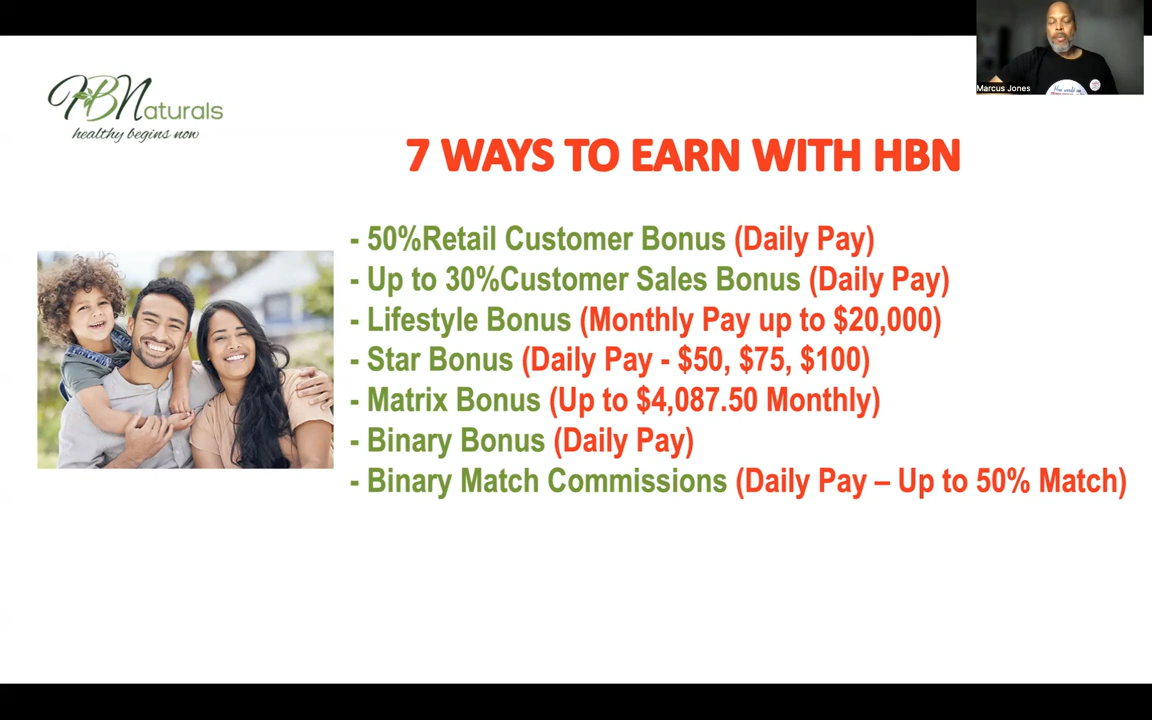 Marcus Jones
HBNaturals
healthy begins now
7 WAYS TO EARN WITH HBN
- 50%Retail Customer Bonus (Daily Pay)
- Up to 30%Customer Sales Bonus (Daily Pay)
- Lifestyle Bonus (Monthly Pay up to $20,000)
- Star Bonus (Daily Pay - $50, $75, $100)
- Matrix Bonus (Up to $4,087.50 Monthly)
- Binary Bonus (Daily Pay)
- Binary Match Commissions (Daily Pay – Up to 50% Match)